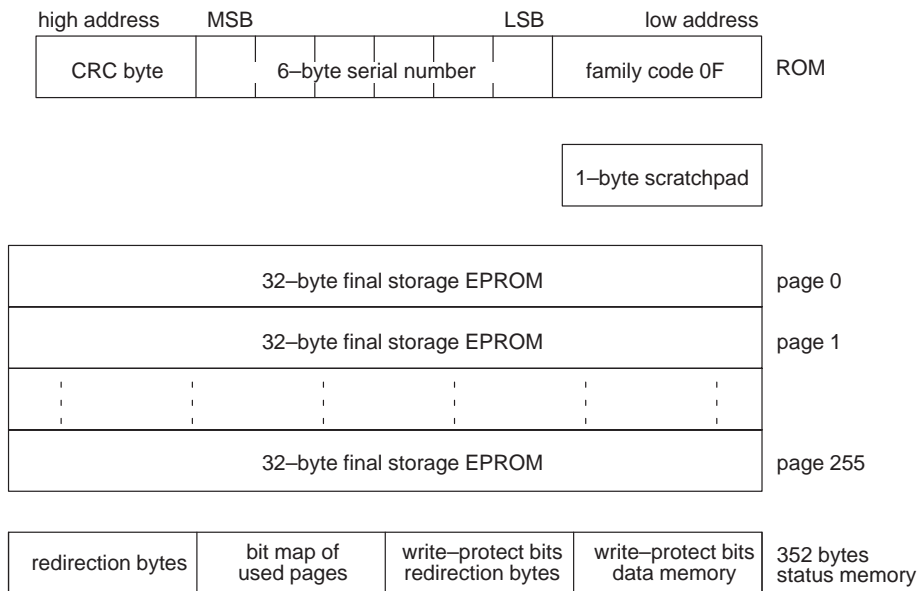 high address MSB LSB low address
CRC byte 6–byte serial number family code 0F ROM
1–byte scratchpad
32–byte final storage EPROM page 0
32–byte final storage EPROM page 1
32–byte final storage EPROM page 255
redirection bytes
bit map of
used pages
write–protect bits
redirection bytes
write–protect bits
data memory
352 bytes
status memory